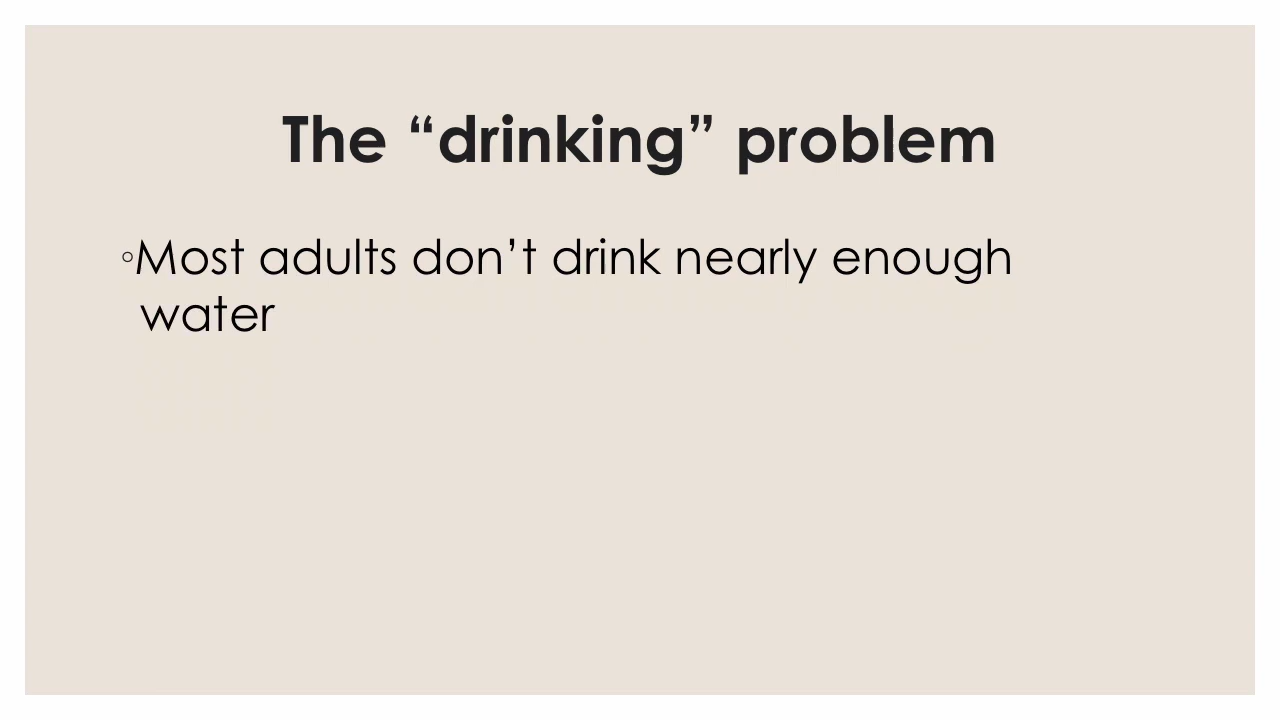 The “drinking” problem
◦Most adults don’t drink nearly enough
water